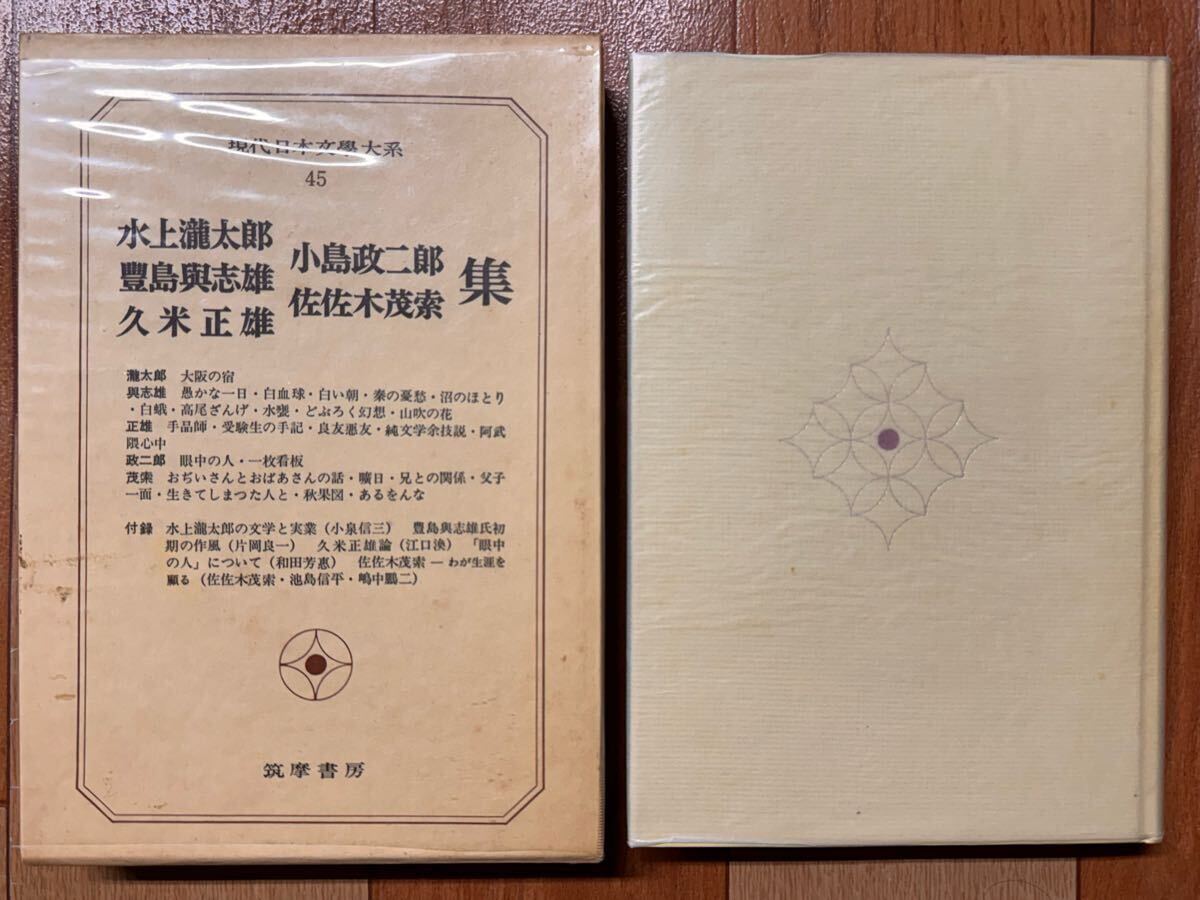 現代日本文學大系
45
水上瀧太郎
豐島與志雄
久米正雄
小島政二郎
佐佐木茂索
集
瀧太郎 大阪の宿
與志雄 愚かな一日・白血球・白い朝・秦の憂愁・沼のほとり
・白蛾・高尾ざんげ・水甕・どぶろく幻想・山吹の花
正雄 手品師・受験生の手記・良友悪友・純文学余技説・阿武
隈心中
政二郎 眼中の人・一枚看板
茂索 おぢいさんとおばあさんの話・曠日・兄との関係・父子
一面・生きてしまつた人と・秋果図・あるをんな
付録 水上瀧太郎の文学と実業（小泉信三） 豊島與志雄氏初
期の作風（片岡良一） 久米正雄論（江口渙） 「眼中
の人」について（和田芳惠） 佐佐木茂索―わが生涯を
顧る（佐佐木茂索・池島信平・嶋中鵬二）
筑摩書房